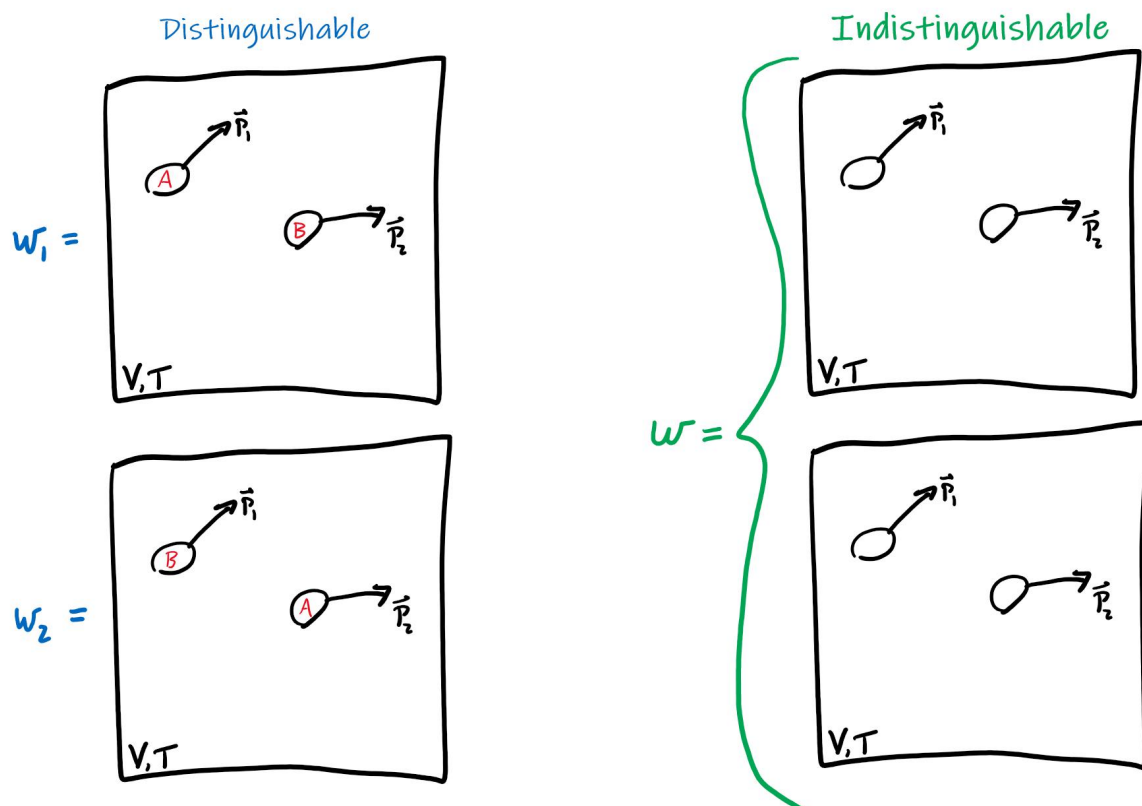 Distinguishable
w₁ =
A
p⃗₁
B
p⃗₂
V, T
w₂ =
B
p⃗₁
A
p⃗₂
V, T
Indistinguishable
w =
p⃗₁
p⃗₂
V, T
p⃗₁
p⃗₂
V, T